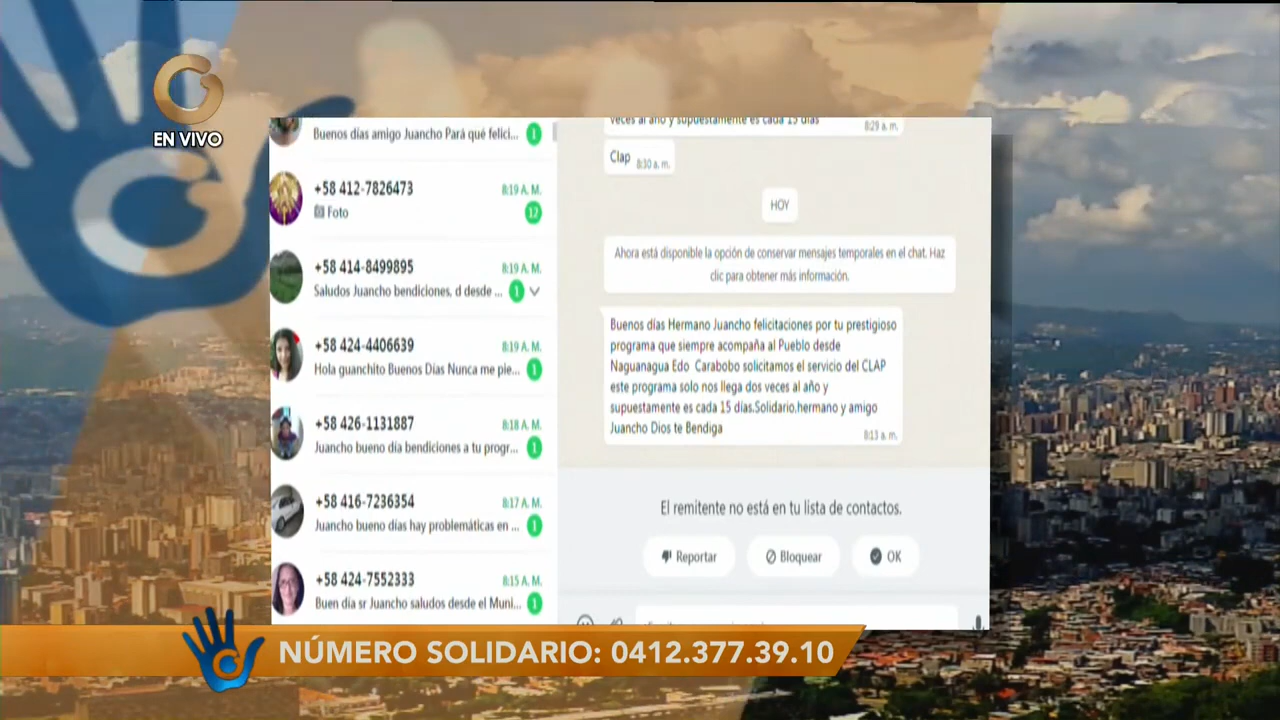 EN VIVO
Buenos días amigo Juancho Pará qué felici...
1
+58 412-7826473
8:19 A. M.
Foto
12
+58 414-8499895
8:19 A. M.
Saludos Juancho bendiciones, d desde ...
1
+58 424-4406639
8:19 A. M.
Hola guanchito Buenos Días Nunca me pie...
1
+58 426-1131887
8:18 A. M.
Juancho bueno día bendiciones a tu progr...
1
+58 416-7236354
8:17 A. M.
Juancho bueno días hay problemáticas en ...
1
+58 424-7552333
8:15 A. M.
Buen día sr Juancho saludos desde el Muni...
1
veces al año y supuestamente es cada 15 días
8:29 a. m.
Clap
8:30 a. m.
HOY
Ahora está disponible la opción de conservar mensajes temporales en el chat. Haz
clic para obtener más información.
Buenos días Hermano Juancho felicitaciones por tu prestigioso
programa que siempre acompaña al Pueblo desde
Naguanagua Edo Carabobo solicitamos el servicio del CLAP
este programa solo nos llega dos veces al año y
supuestamente es cada 15 días.Solidario,hermano y amigo
Juancho Dios te Bendiga
8:13 a. m.
El remitente no está en tu lista de contactos.
Reportar
Bloquear
OK
NÚMERO SOLIDARIO: 0412.377.39.10